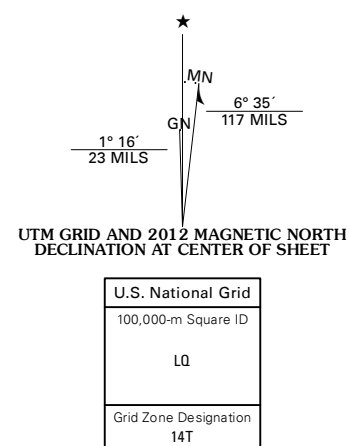 ★
MN
6° 35´
117 MILS
GN
1° 16´
23 MILS
UTM GRID AND 2012 MAGNETIC NORTH
DECLINATION AT CENTER OF SHEET
U.S. National Grid
100,000-m Square ID
LQ
Grid Zone Designation
14T